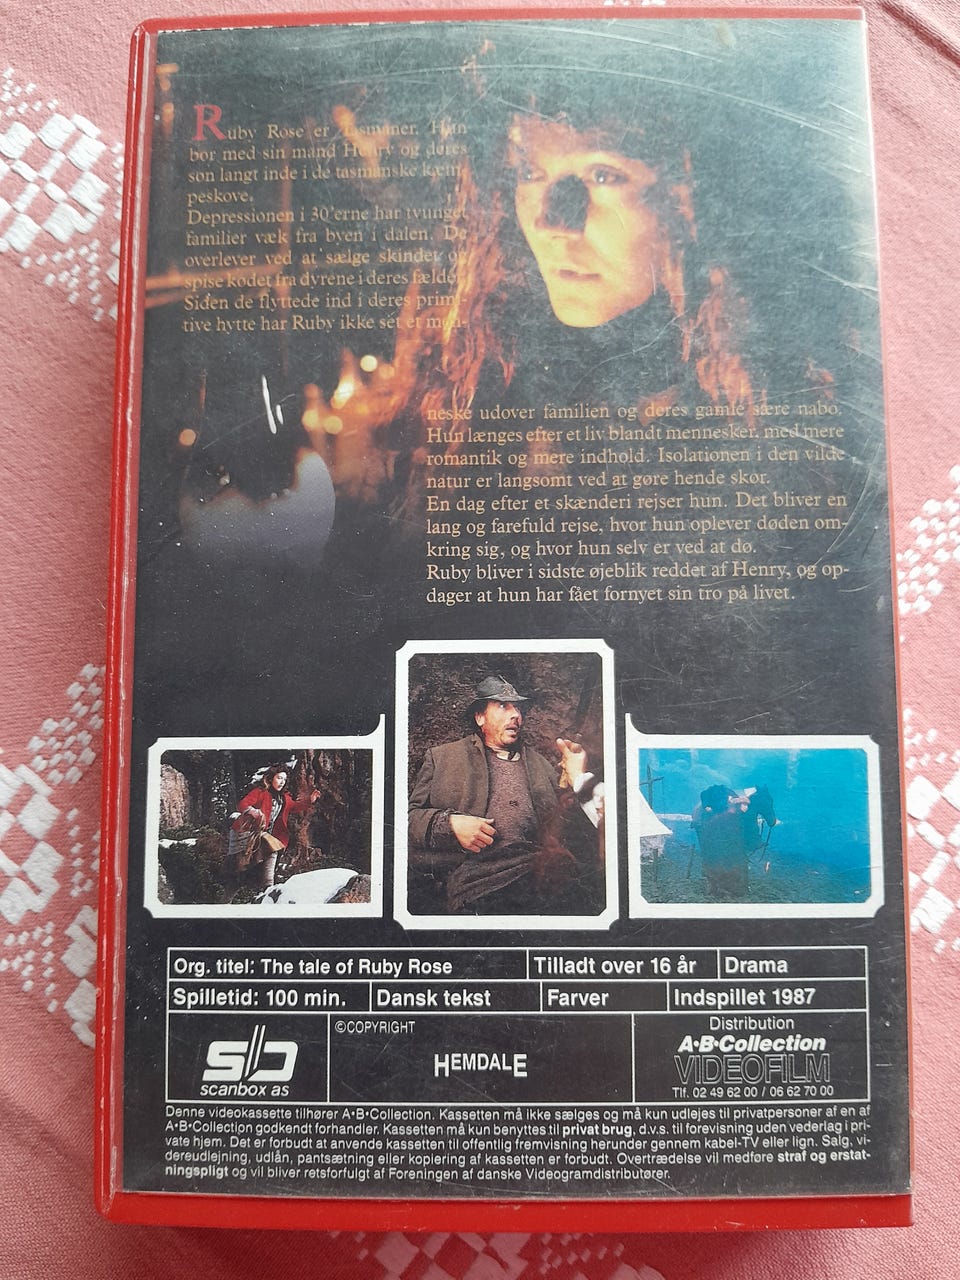 Ruby Rose er Tasmaner. Hun
bor med sin mand Henry og deres
søn langt inde i de tasmanske kæm-
peskove.
Depressionen i 30'erne har tvunget
familier væk fra byen i dalen. De
overlever ved at sælge skindet og
spise kødet fra dyrene i deres fælder.
Siden de flyttede ind i deres primi-
tive hytte har Ruby ikke set et men-
neske udover familien og deres gamle sære nabo.
Hun længes efter et liv blandt mennesker, med mere
romantik og mere indhold. Isolationen i den vilde
natur er langsomt ved at gøre hende skør.
En dag efter et skænderi rejser hun. Det bliver en
lang og farefuld rejse, hvor hun oplever døden om-
kring sig, og hvor hun selv er ved at dø.
Ruby bliver i sidste øjeblik reddet af Henry, og op-
dager at hun har fået fornyet sin tro på livet.
Org. titel: The tale of Ruby Rose Tilladt over 16 år Drama
Spilletid: 100 min. Dansk tekst Farver Indspillet 1987
scanbox as
©COPYRIGHT
HEMDALE
Distribution
A•B•Collection
VIDEOFILM
Tlf. 02 49 62 00 / 06 62 70 00
Denne videokassette tilhører A•B•Collection. Kassetten må ikke sælges og må kun udlejes til privatpersoner af en af
A•B•Collection godkendt forhandler. Kassetten må kun benyttes til privat brug, d.v.s. til forevisning uden vederlag i pri-
vate hjem. Det er forbudt at anvende kassetten til offentlig fremvisning herunder gennem kabel-TV eller lign. Salg, vi-
dereudlejning, udlån, pantsætning eller kopiering af kassetten er forbudt. Overtrædelse vil medføre straf og erstat-
ningspligt og vil bliver retsforfulgt af Foreningen af danske Videogramdistributører.